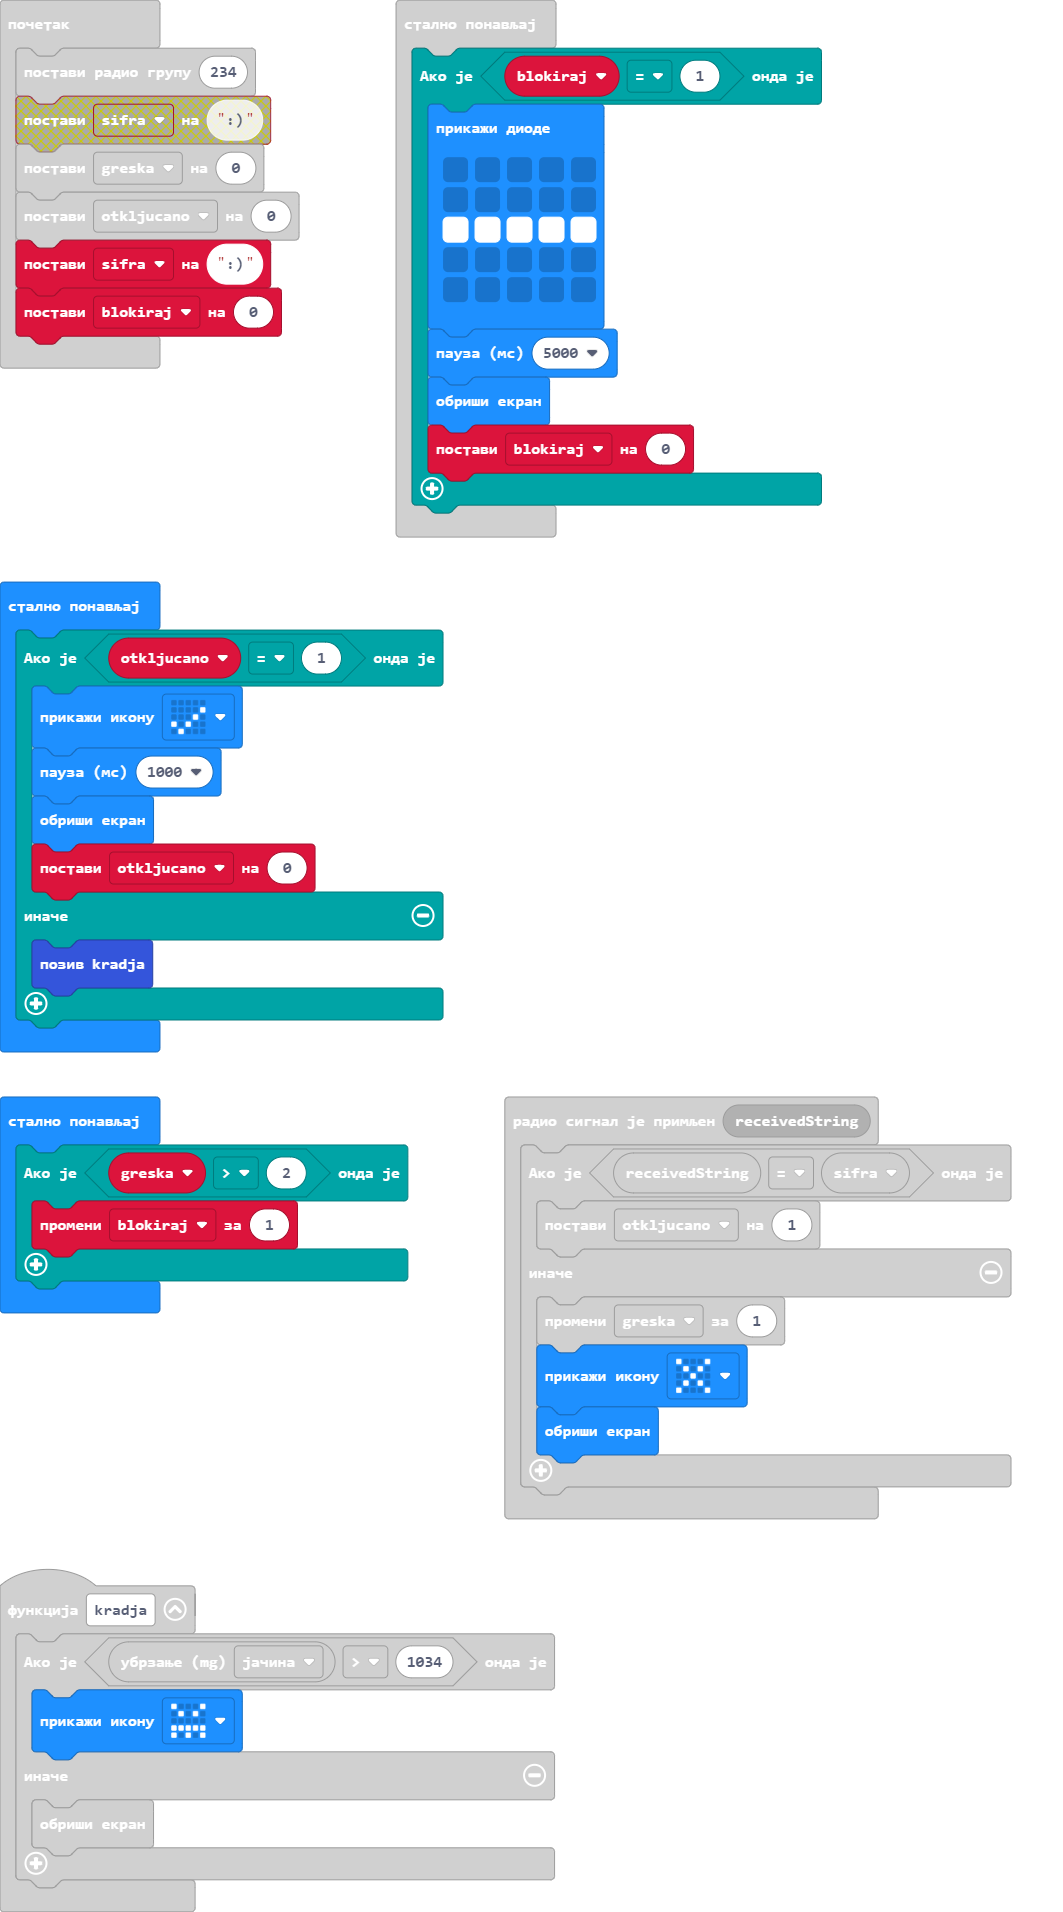 почетак
постави радио групу 234
постави sifra на ":)"
постави greska на 0
постави otkljucano на 0
постави sifra на ":)"
постави blokiraj на 0
стално понављај
Ако је blokiraj = 1 онда је
прикажи диоде
пауза (мс) 5000
обриши екран
постави blokiraj на 0
стално понављај
Ако је otkljucano = 1 онда је
прикажи икону
пауза (мс) 1000
обриши екран
постави otkljucano на 0
иначе
позив kradja
стално понављај
Ако је greska > 2 онда је
промени blokiraj за 1
радио сигнал је примљен receivedString
Ако је receivedString = sifra онда је
постави otkljucano на 1
иначе
промени greska за 1
прикажи икону
обриши екран
функција kradja
Ако је убрзање (mg) јачина > 1034 онда је
прикажи икону
иначе
обриши екран